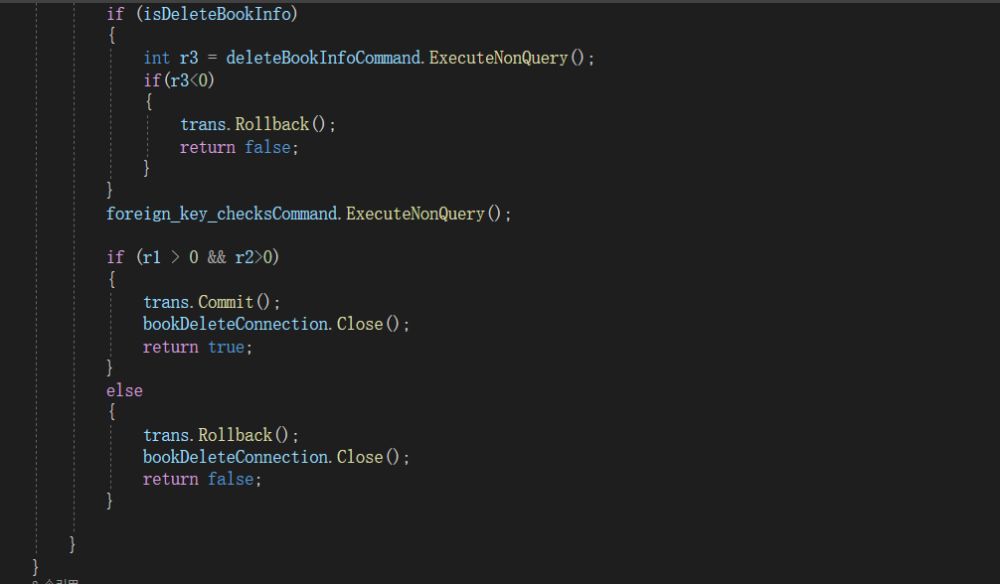 if (isDeleteBookInfo)
{
int r3 = deleteBookInfoCommand.ExecuteNonQuery();
if(r3<0)
{
trans.Rollback();
return false;
}
}
foreign_key_checksCommand.ExecuteNonQuery();
if (r1 > 0 && r2>0)
{
trans.Commit();
bookDeleteConnection.Close();
return true;
}
else
{
trans.Rollback();
bookDeleteConnection.Close();
return false;
}
}
}